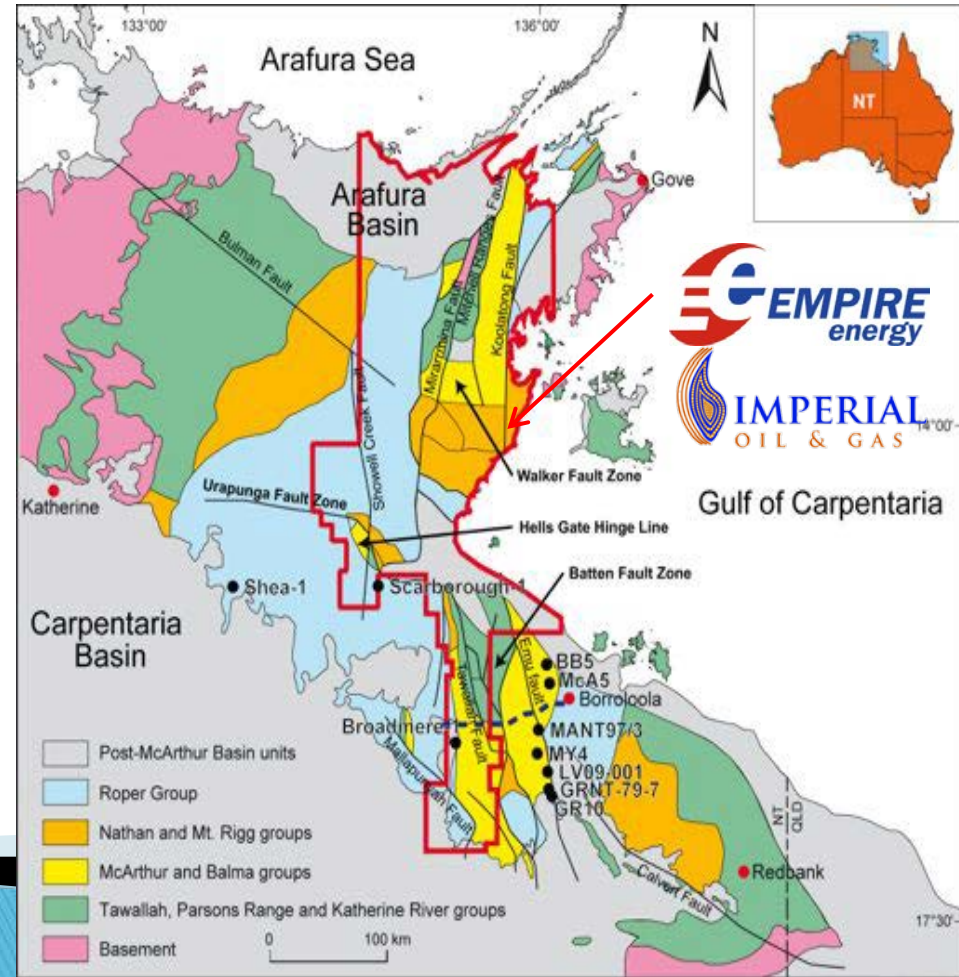 133°00'
136°00'
Arafura Sea
N
NT
Arafura
Basin
Gove
Bulman Fault
Mirarrmina Fault
Mitchell Ranges Fault
Koolatong Fault
EMPIRE
energy
IMPERIAL
OIL & GAS
14°00'
Showell Creek Fault
Walker Fault Zone
Urapunga Fault Zone
Katherine
Gulf of Carpentaria
Hells Gate Hinge Line
Batten Fault Zone
Shea-1
Scarborough-1
Carpentaria
Basin
Emu fault
BB5
McA5
Borroloola
Tawallah Fault
Broadmere-1
MANT97/3
MY4
LV09-001
GRNT-79-7
GR10
Mallapunyah Fault
Post-McArthur Basin units
Roper Group
Nathan and Mt. Rigg groups
McArthur and Balma groups
Tawallah, Parsons Range and Katherine River groups
Basement
0 100 km
NT
QLD
Redbank
Calvert Fault
17°30'